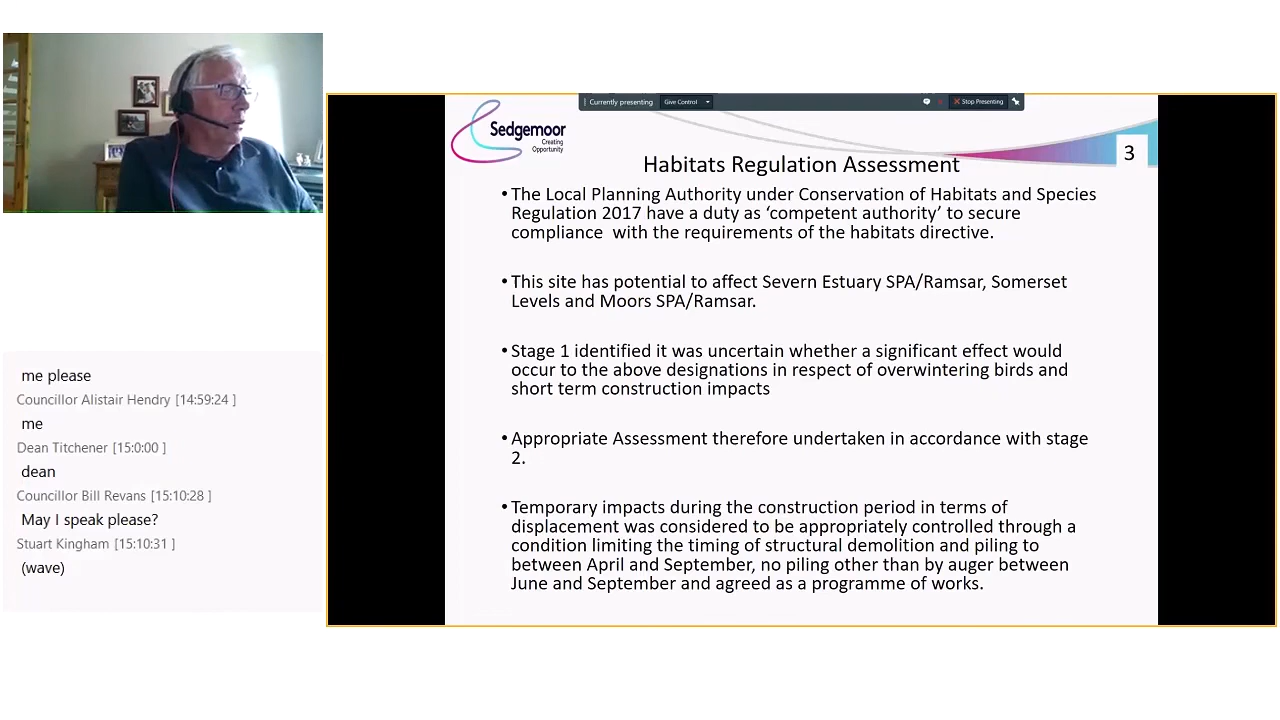 Currently presenting Give Control Stop Presenting
Sedgemoor
Creating
Opportunity
3
Habitats Regulation Assessment
•The Local Planning Authority under Conservation of Habitats and Species
Regulation 2017 have a duty as ‘competent authority’ to secure
compliance with the requirements of the habitats directive.
•This site has potential to affect Severn Estuary SPA/Ramsar, Somerset
Levels and Moors SPA/Ramsar.
•Stage 1 identified it was uncertain whether a significant effect would
occur to the above designations in respect of overwintering birds and
short term construction impacts
•Appropriate Assessment therefore undertaken in accordance with stage
2.
•Temporary impacts during the construction period in terms of
displacement was considered to be appropriately controlled through a
condition limiting the timing of structural demolition and piling to
between April and September, no piling other than by auger between
June and September and agreed as a programme of works.
me please
Councillor Alistair Hendry [14:59:24 ]
me
Dean Titchener [15:0:00 ]
dean
Councillor Bill Revans [15:10:28 ]
May I speak please?
Stuart Kingham [15:10:31 ]
(wave)